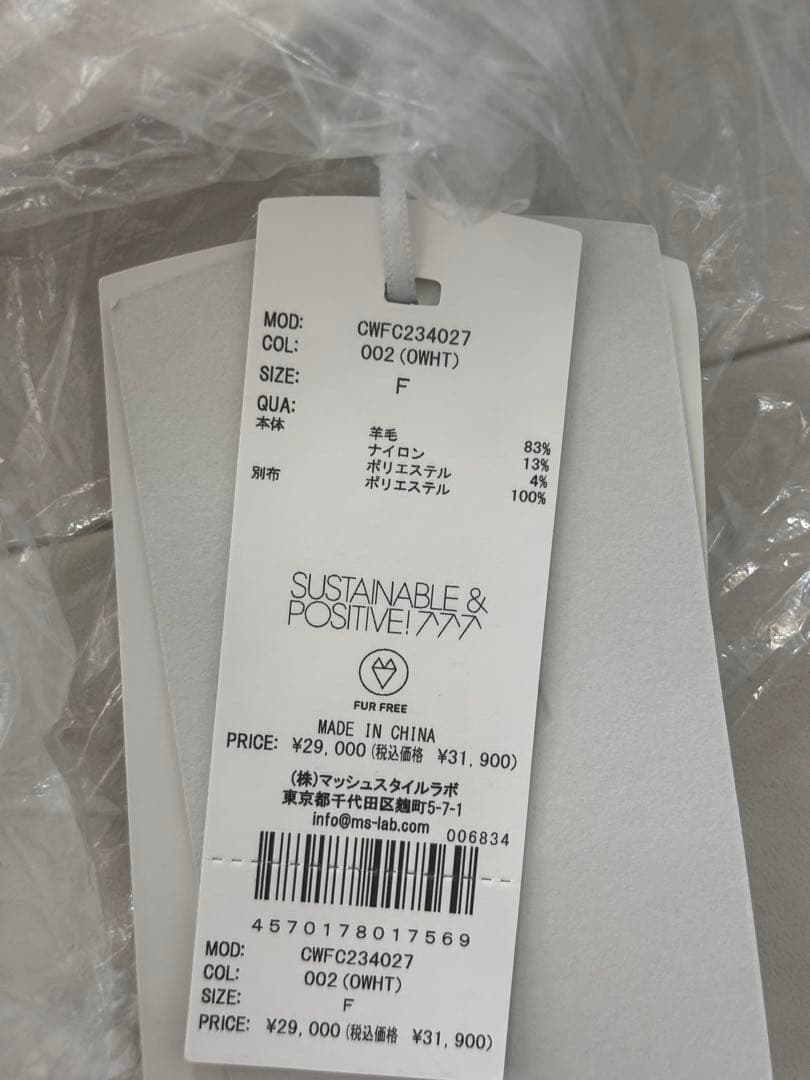 MOD: CWFC234027
COL: 002(OWHT)
SIZE: F
QUA:
本体 羊毛 83%
ナイロン 13%
ポリエステル 4%
別布 ポリエステル 100%
SUSTAINABLE &
POSITIVE!
FUR FREE
MADE IN CHINA
PRICE: ¥29,000(税込価格 ¥31,900)
(株)マッシュスタイルラボ
東京都千代田区麹町5-7-1
info@ms-lab.com 006834
4570178017569
MOD: CWFC234027
COL: 002(OWHT)
SIZE: F
PRICE: ¥29,000(税込価格 ¥31,900)